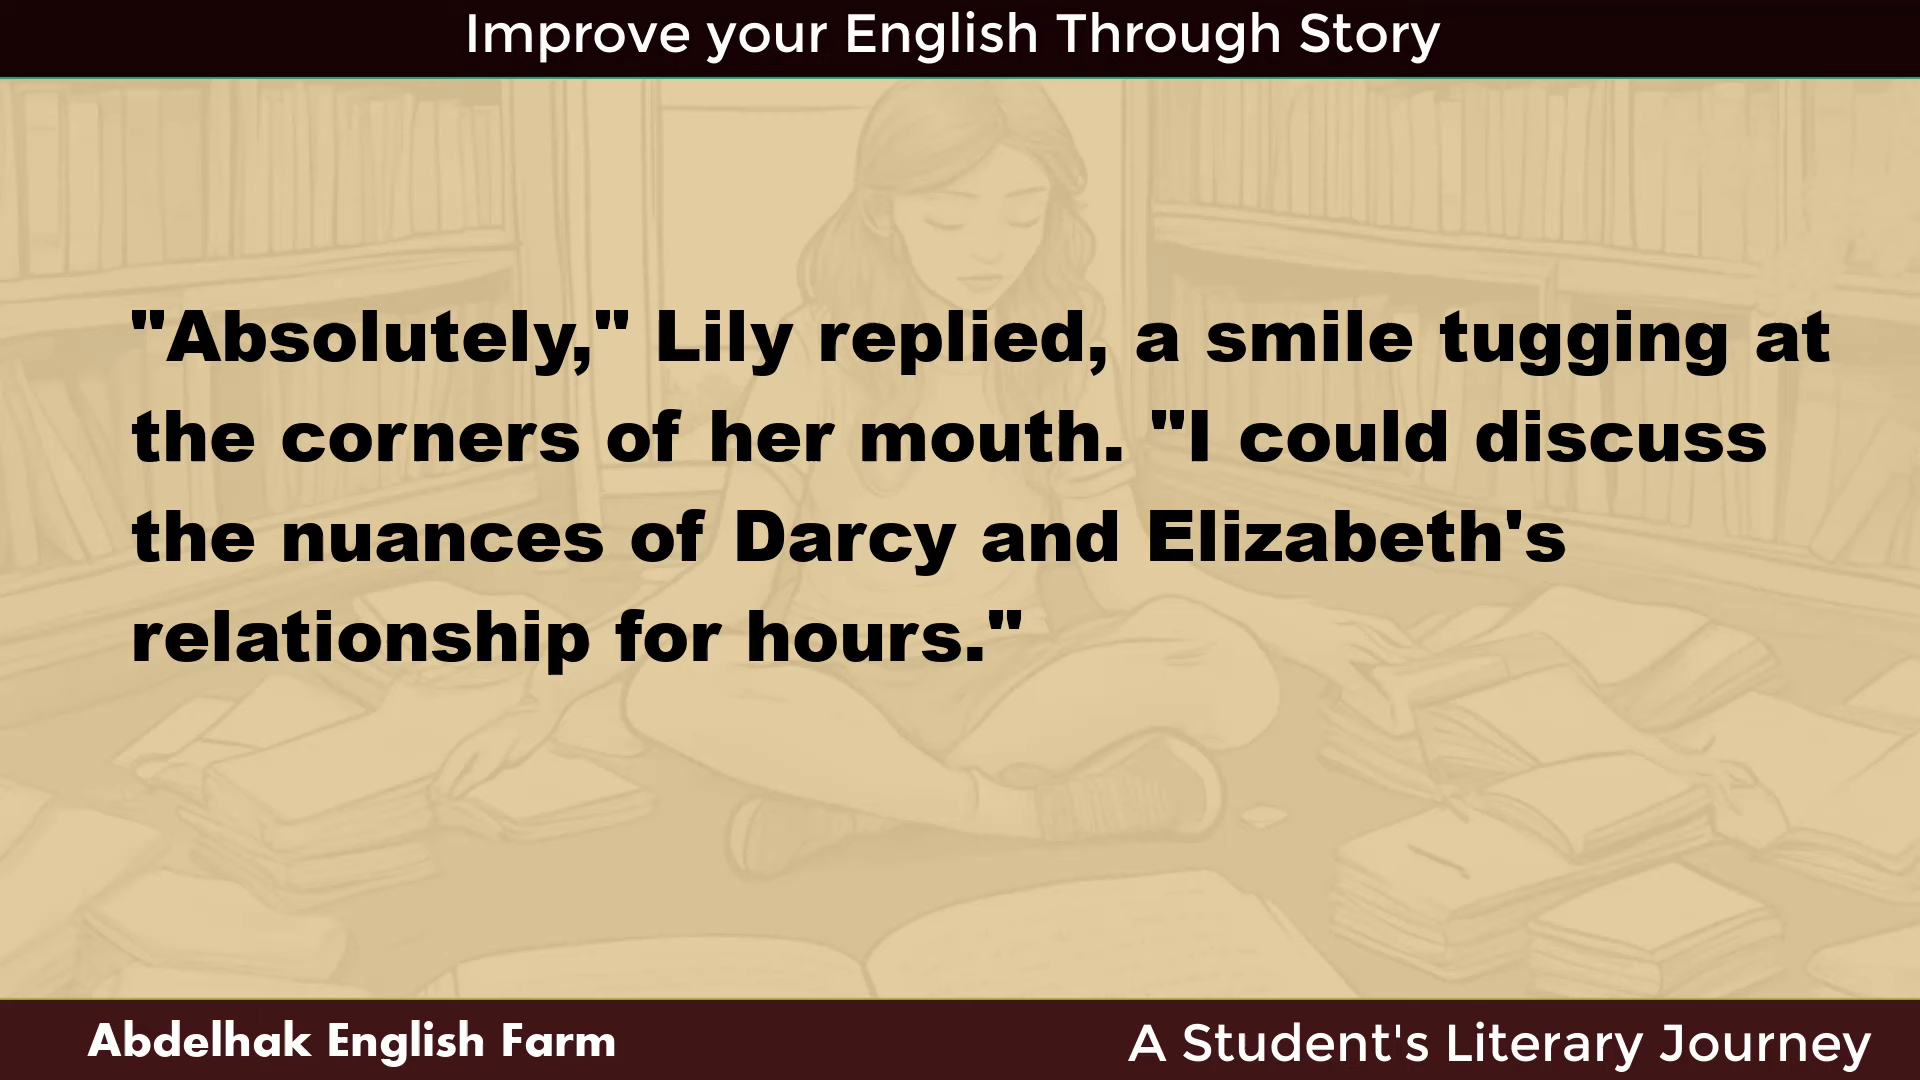 Improve your English Through Story
"Absolutely," Lily replied, a smile tugging at
the corners of her mouth. "I could discuss
the nuances of Darcy and Elizabeth's
relationship for hours."
Abdelhak English Farm
A Student's Literary Journey